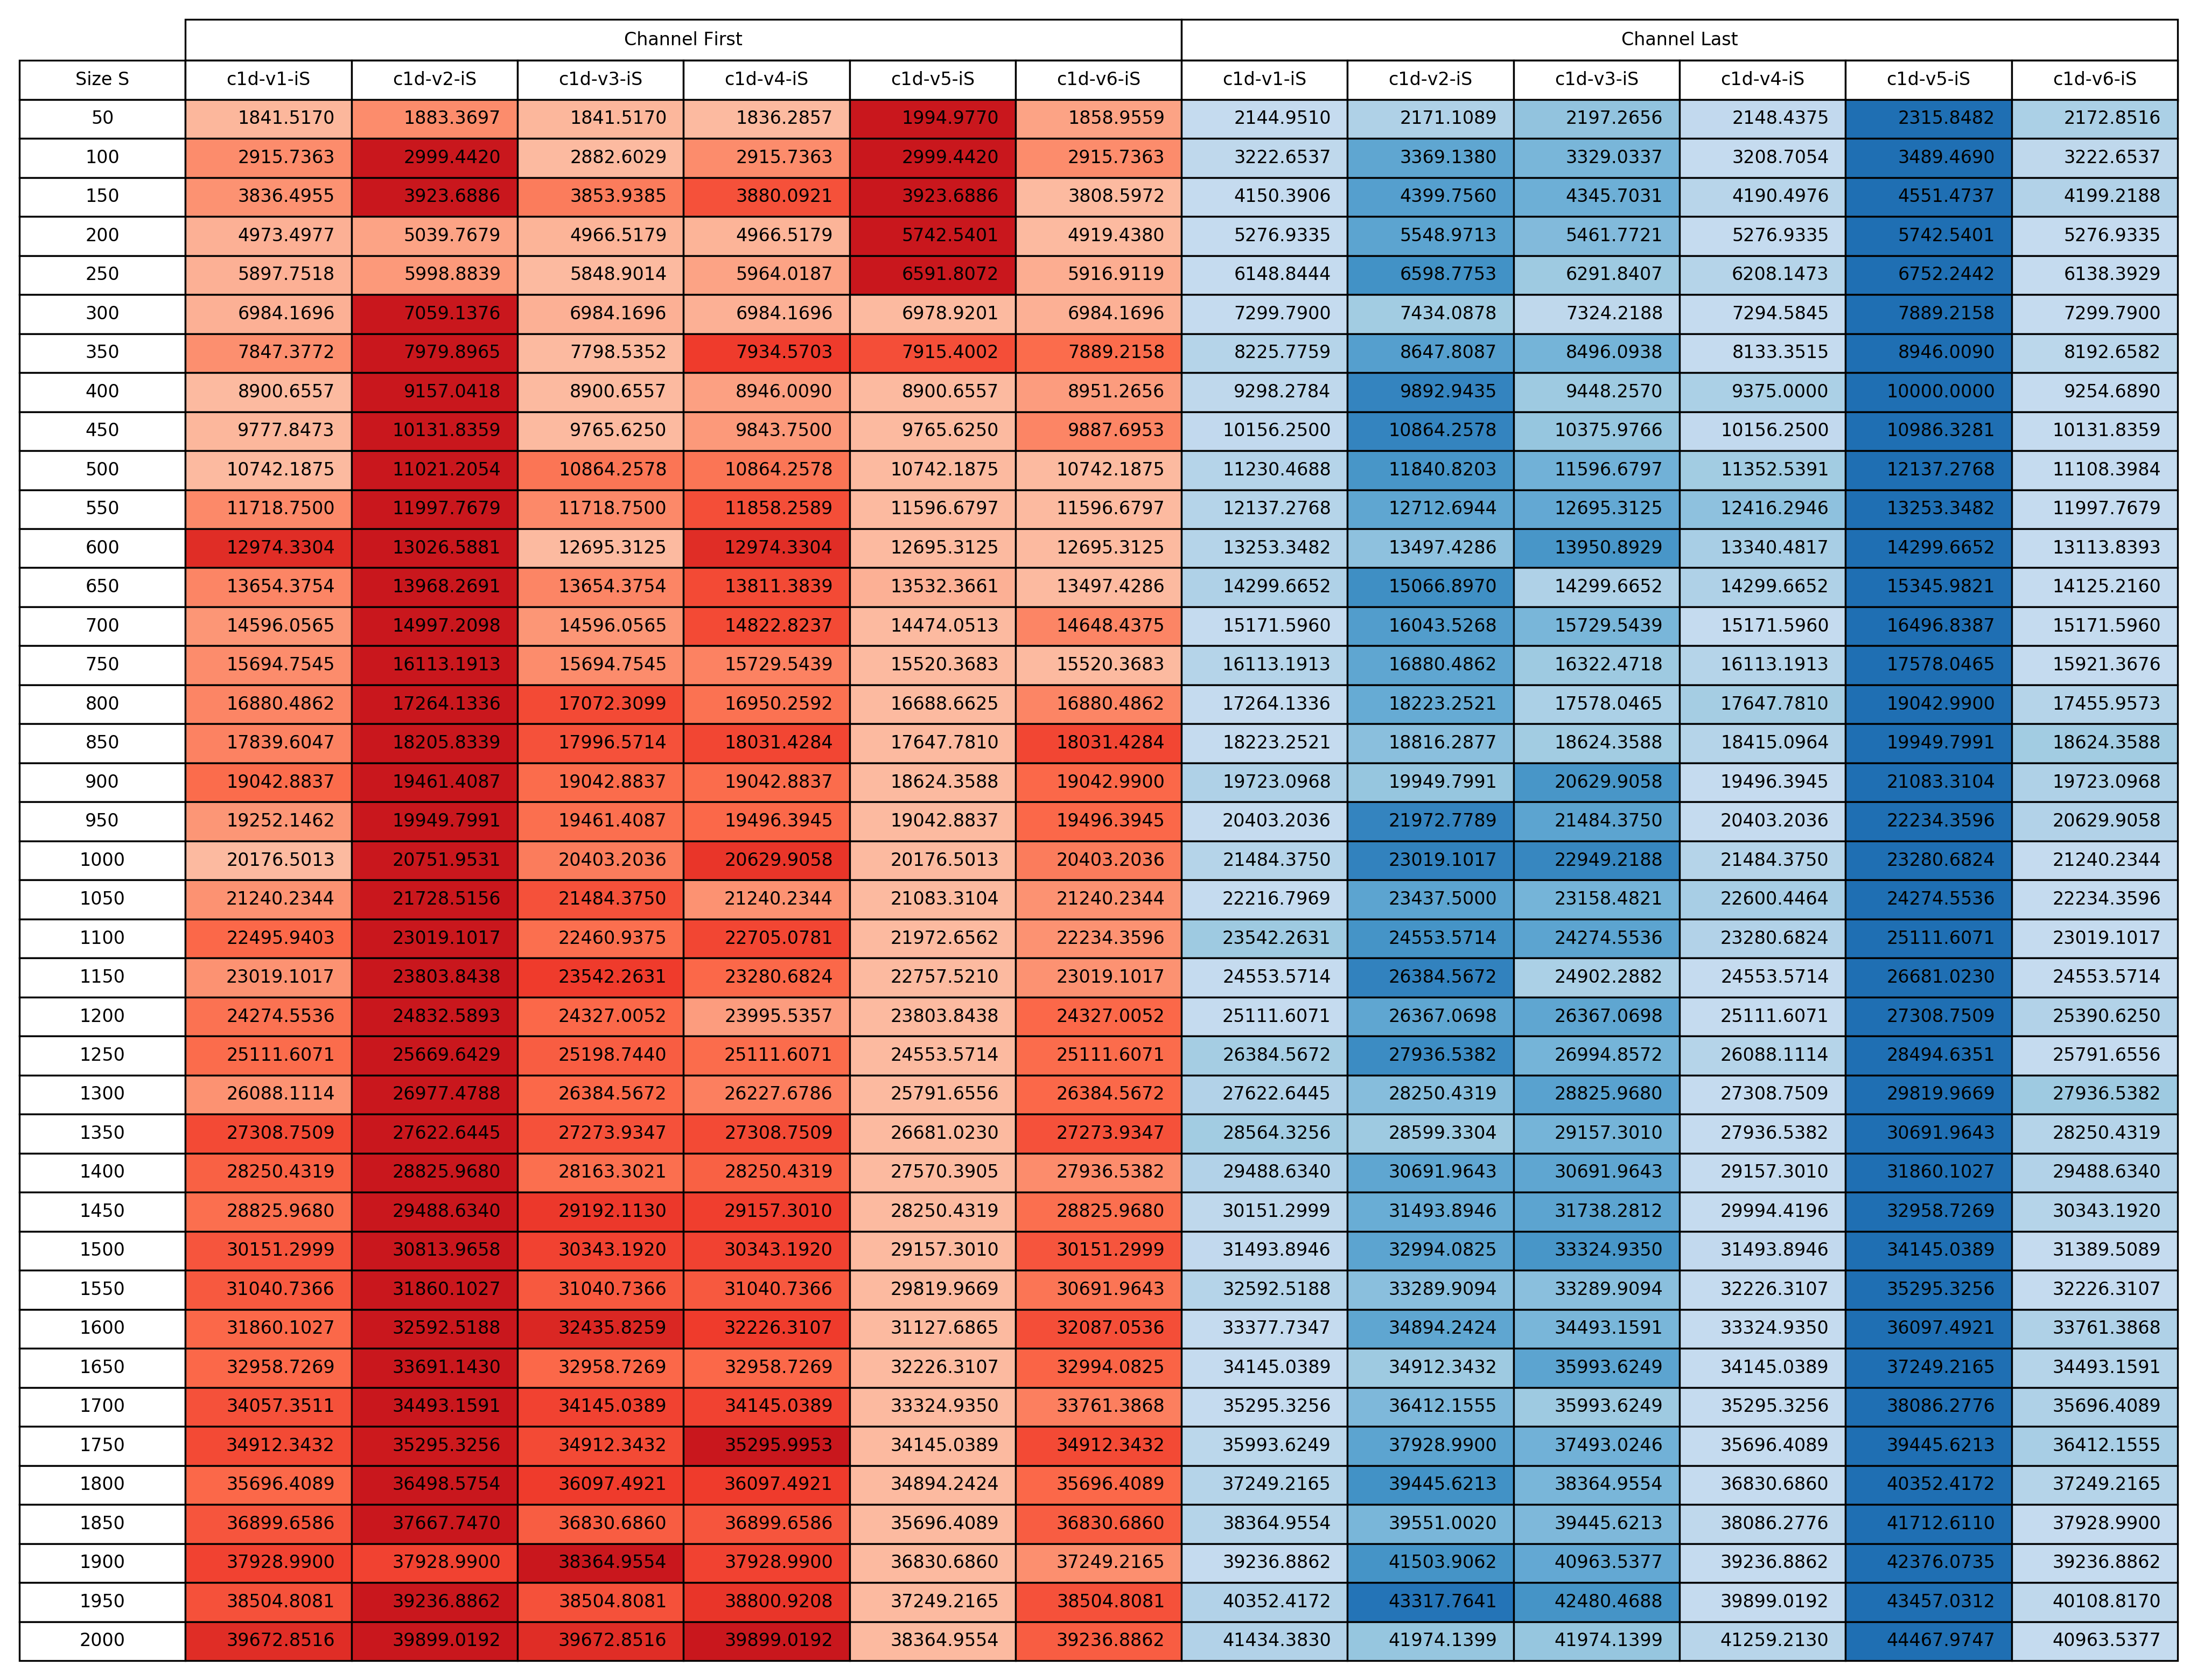 Channel First Channel Last
Size S c1d-v1-iS c1d-v2-iS c1d-v3-iS c1d-v4-iS c1d-v5-iS c1d-v6-iS c1d-v1-iS c1d-v2-iS c1d-v3-iS c1d-v4-iS c1d-v5-iS c1d-v6-iS
50 1841.5170 1883.3697 1841.5170 1836.2857 1994.9770 1858.9559 2144.9510 2171.1089 2197.2656 2148.4375 2315.8482 2172.8516
100 2915.7363 2999.4420 2882.6029 2915.7363 2999.4420 2915.7363 3222.6537 3369.1380 3329.0337 3208.7054 3489.4690 3222.6537
150 3836.4955 3923.6886 3853.9385 3880.0921 3923.6886 3808.5972 4150.3906 4399.7560 4345.7031 4190.4976 4551.4737 4199.2188
200 4973.4977 5039.7679 4966.5179 4966.5179 5742.5401 4919.4380 5276.9335 5548.9713 5461.7721 5276.9335 5742.5401 5276.9335
250 5897.7518 5998.8839 5848.9014 5964.0187 6591.8072 5916.9119 6148.8444 6598.7753 6291.8407 6208.1473 6752.2442 6138.3929
300 6984.1696 7059.1376 6984.1696 6984.1696 6978.9201 6984.1696 7299.7900 7434.0878 7324.2188 7294.5845 7889.2158 7299.7900
350 7847.3772 7979.8965 7798.5352 7934.5703 7915.4002 7889.2158 8225.7759 8647.8087 8496.0938 8133.3515 8946.0090 8192.6582
400 8900.6557 9157.0418 8900.6557 8946.0090 8900.6557 8951.2656 9298.2784 9892.9435 9448.2570 9375.0000 10000.0000 9254.6890
450 9777.8473 10131.8359 9765.6250 9843.7500 9765.6250 9887.6953 10156.2500 10864.2578 10375.9766 10156.2500 10986.3281 10131.8359
500 10742.1875 11021.2054 10864.2578 10864.2578 10742.1875 10742.1875 11230.4688 11840.8203 11596.6797 11352.5391 12137.2768 11108.3984
550 11718.7500 11997.7679 11718.7500 11858.2589 11596.6797 11596.6797 12137.2768 12712.6944 12695.3125 12416.2946 13253.3482 11997.7679
600 12974.3304 13026.5881 12695.3125 12974.3304 12695.3125 12695.3125 13253.3482 13497.4286 13950.8929 13340.4817 14299.6652 13113.8393
650 13654.3754 13968.2691 13654.3754 13811.3839 13532.3661 13497.4286 14299.6652 15066.8970 14299.6652 14299.6652 15345.9821 14125.2160
700 14596.0565 14997.2098 14596.0565 14822.8237 14474.0513 14648.4375 15171.5960 16043.5268 15729.5439 15171.5960 16496.8387 15171.5960
750 15694.7545 16113.1913 15694.7545 15729.5439 15520.3683 15520.3683 16113.1913 16880.4862 16322.4718 16113.1913 17578.0465 15921.3676
800 16880.4862 17264.1336 17072.3099 16950.2592 16688.6625 16880.4862 17264.1336 18223.2521 17578.0465 17647.7810 19042.9900 17455.9573
850 17839.6047 18205.8339 17996.5714 18031.4284 17647.7810 18031.4284 18223.2521 18816.2877 18624.3588 18415.0964 19949.7991 18624.3588
900 19042.8837 19461.4087 19042.8837 19042.8837 18624.3588 19042.9900 19723.0968 19949.7991 20629.9058 19496.3945 21083.3104 19723.0968
950 19252.1462 19949.7991 19461.4087 19496.3945 19042.8837 19496.3945 20403.2036 21972.7789 21484.3750 20403.2036 22234.3596 20629.9058
1000 20176.5013 20751.9531 20403.2036 20629.9058 20176.5013 20403.2036 21484.3750 23019.1017 22949.2188 21484.3750 23280.6824 21240.2344
1050 21240.2344 21728.5156 21484.3750 21240.2344 21083.3104 21240.2344 22216.7969 23437.5000 23158.4821 22600.4464 24274.5536 22234.3596
1100 22495.9403 23019.1017 22460.9375 22705.0781 21972.6562 22234.3596 23542.2631 24553.5714 24274.5536 23280.6824 25111.6071 23019.1017
1150 23019.1017 23803.8438 23542.2631 23280.6824 22757.5210 23019.1017 24553.5714 26384.5672 24902.2882 24553.5714 26681.0230 24553.5714
1200 24274.5536 24832.5893 24327.0052 23995.5357 23803.8438 24327.0052 25111.6071 26367.0698 26367.0698 25111.6071 27308.7509 25390.6250
1250 25111.6071 25669.6429 25198.7440 25111.6071 24553.5714 25111.6071 26384.5672 27936.5382 26994.8572 26088.1114 28494.6351 25791.6556
1300 26088.1114 26977.4788 26384.5672 26227.6786 25791.6556 26384.5672 27622.6445 28250.4319 28825.9680 27308.7509 29819.9669 27936.5382
1350 27308.7509 27622.6445 27273.9347 27308.7509 26681.0230 27273.9347 28564.3256 28599.3304 29157.3010 27936.5382 30691.9643 28250.4319
1400 28250.4319 28825.9680 28163.3021 28250.4319 27570.3905 27936.5382 29488.6340 30691.9643 30691.9643 29157.3010 31860.1027 29488.6340
1450 28825.9680 29488.6340 29192.1130 29157.3010 28250.4319 28825.9680 30151.2999 31493.8946 31738.2812 29994.4196 32958.7269 30343.1920
1500 30151.2999 30813.9658 30343.1920 30343.1920 29157.3010 30151.2999 31493.8946 32994.0825 33324.9350 31493.8946 34145.0389 31389.5089
1550 31040.7366 31860.1027 31040.7366 31040.7366 29819.9669 30691.9643 32592.5188 33289.9094 33289.9094 32226.3107 35295.3256 32226.3107
1600 31860.1027 32592.5188 32435.8259 32226.3107 31127.6865 32087.0536 33377.7347 34894.2424 34493.1591 33324.9350 36097.4921 33761.3868
1650 32958.7269 33691.1430 32958.7269 32958.7269 32226.3107 32994.0825 34145.0389 34912.3432 35993.6249 34145.0389 37249.2165 34493.1591
1700 34057.3511 34493.1591 34145.0389 34145.0389 33324.9350 33761.3868 35295.3256 36412.1555 35993.6249 35295.3256 38086.2776 35696.4089
1750 34912.3432 35295.3256 34912.3432 35295.9953 34145.0389 34912.3432 35993.6249 37928.9900 37493.0246 35696.4089 39445.6213 36412.1555
1800 35696.4089 36498.5754 36097.4921 36097.4921 34894.2424 35696.4089 37249.2165 39445.6213 38364.9554 36830.6860 40352.4172 37249.2165
1850 36899.6586 37667.7470 36830.6860 36899.6586 35696.4089 36830.6860 38364.9554 39551.0020 39445.6213 38086.2776 41712.6110 37928.9900
1900 37928.9900 37928.9900 38364.9554 37928.9900 36830.6860 37249.2165 39236.8862 41503.9062 40963.5377 39236.8862 42376.0735 39236.8862
1950 38504.8081 39236.8862 38504.8081 38800.9208 37249.2165 38504.8081 40352.4172 43317.7641 42480.4688 39899.0192 43457.0312 40108.8170
2000 39672.8516 39899.0192 39672.8516 39899.0192 38364.9554 39236.8862 41434.3830 41974.1399 41974.1399 41259.2130 44467.9747 40963.5377